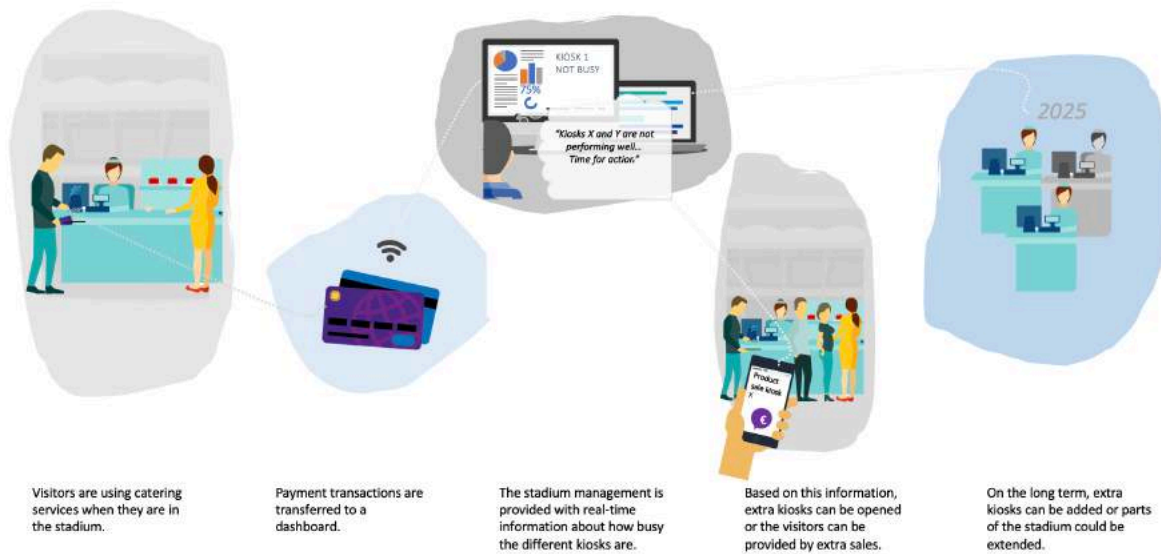 KIOSK 1
NOT BUSY
75%
"Kiosks X and Y are not
performing well...
Time for action"
2025
Product
sale kiosk
X
€
Visitors are using catering
services when they are in
the stadium.
Payment transactions are
transferred to a
dashboard.
The stadium management is
provided with real-time
information about how busy
the different kiosks are.
Based on this information,
extra kiosks can be opened
or the visitors can be
provided by extra sales.
On the long term, extra
kiosks can be added or parts
of the stadium could be
extended.